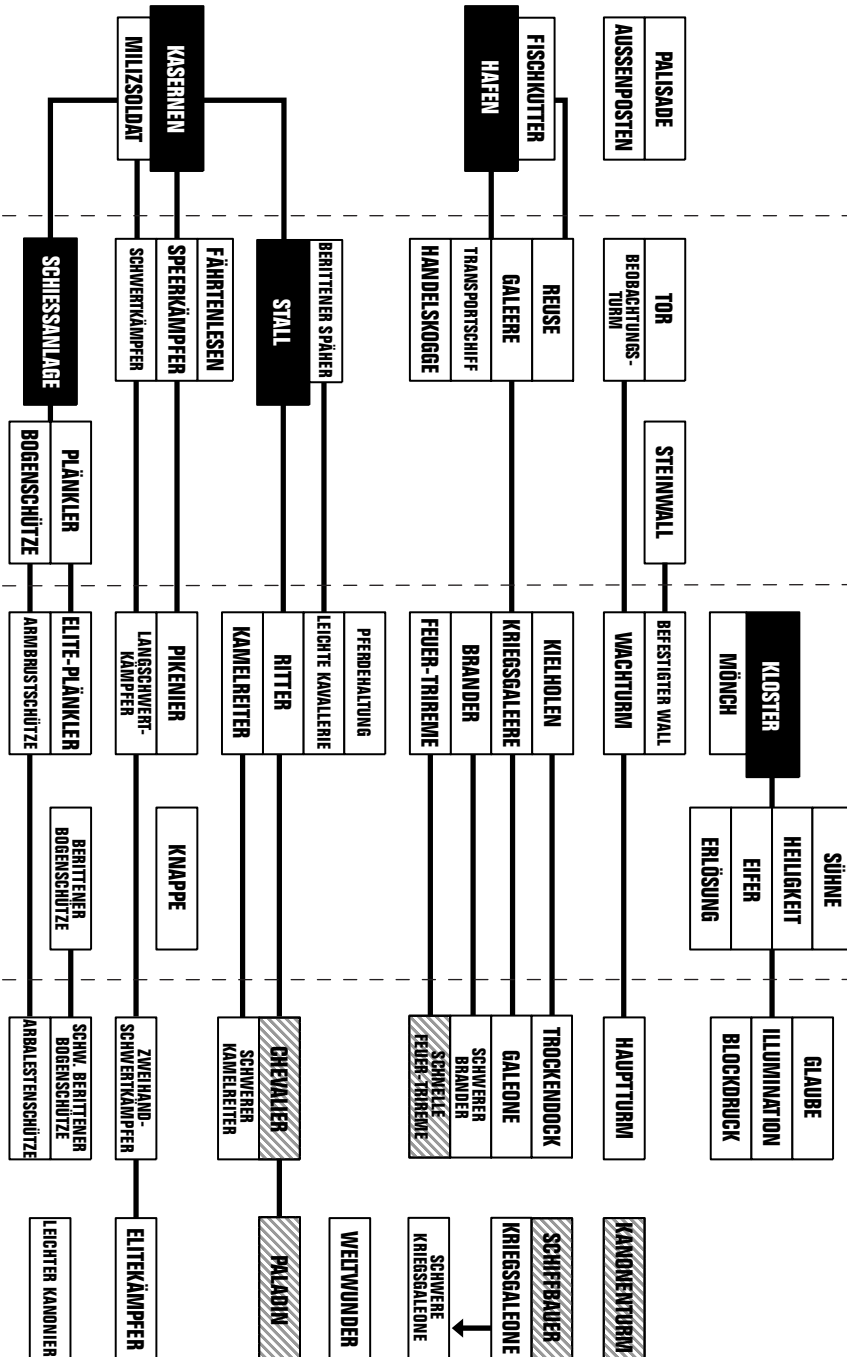 PALISADE
AUSSENPOSTEN
FISCHKUTTER
HAFEN
KASERNEN
MILIZSOLDAT
TOR
BEOBACHTUNGS-
TURM
REUSE
GALEERE
TRANSPORTSCHIFF
HANDELSKOGGE
BERITTENER SPÄHER
STALL
FÄHRTENLESEN
SPEERKÄMPFER
SCHWERTKÄMPFER
SCHIESSANLAGE
STEINWALL
PLÄNKLER
BOGENSCHÜTZE
KLOSTER
MÖNCH
BEFESTIGTER WALL
WACHTURM
KIELHOLEN
KRIEGSGALEERE
BRANDER
FEUER-TRIREME
PFERDEHALTUNG
LEICHTE KAVALLERIE
RITTER
KAMELREITER
PIKENIER
LANGSCHWERT-
KÄMPFER
ELITE-PLÄNKLER
ARMBRUSTSCHÜTZE
SÜHNE
HEILIGKEIT
EIFER
ERLÖSUNG
KNAPPE
BERITTENER
BOGENSCHÜTZE
GLAUBE
ILLUMINATION
BLOCKDRUCK
HAUPTTURM
TROCKENDOCK
GALEONE
SCHWERER
BRANDER
SCHNELLE
FEUER-TRIREME
CHEVALIER
SCHWERER
KAMELREITER
ZWEIHAND-
SCHWERTKÄMPFER
SCHW. BERITTENER
BOGENSCHÜTZE
ARBALESTENSCHÜTZE
KANONENTURM
SCHIFFBAUER
KRIEGSGALEONE
SCHWERE
KRIEGSGALEONE
WELTWUNDER
PALADIN
ELITEKÄMPFER
LEICHTER KANONIER